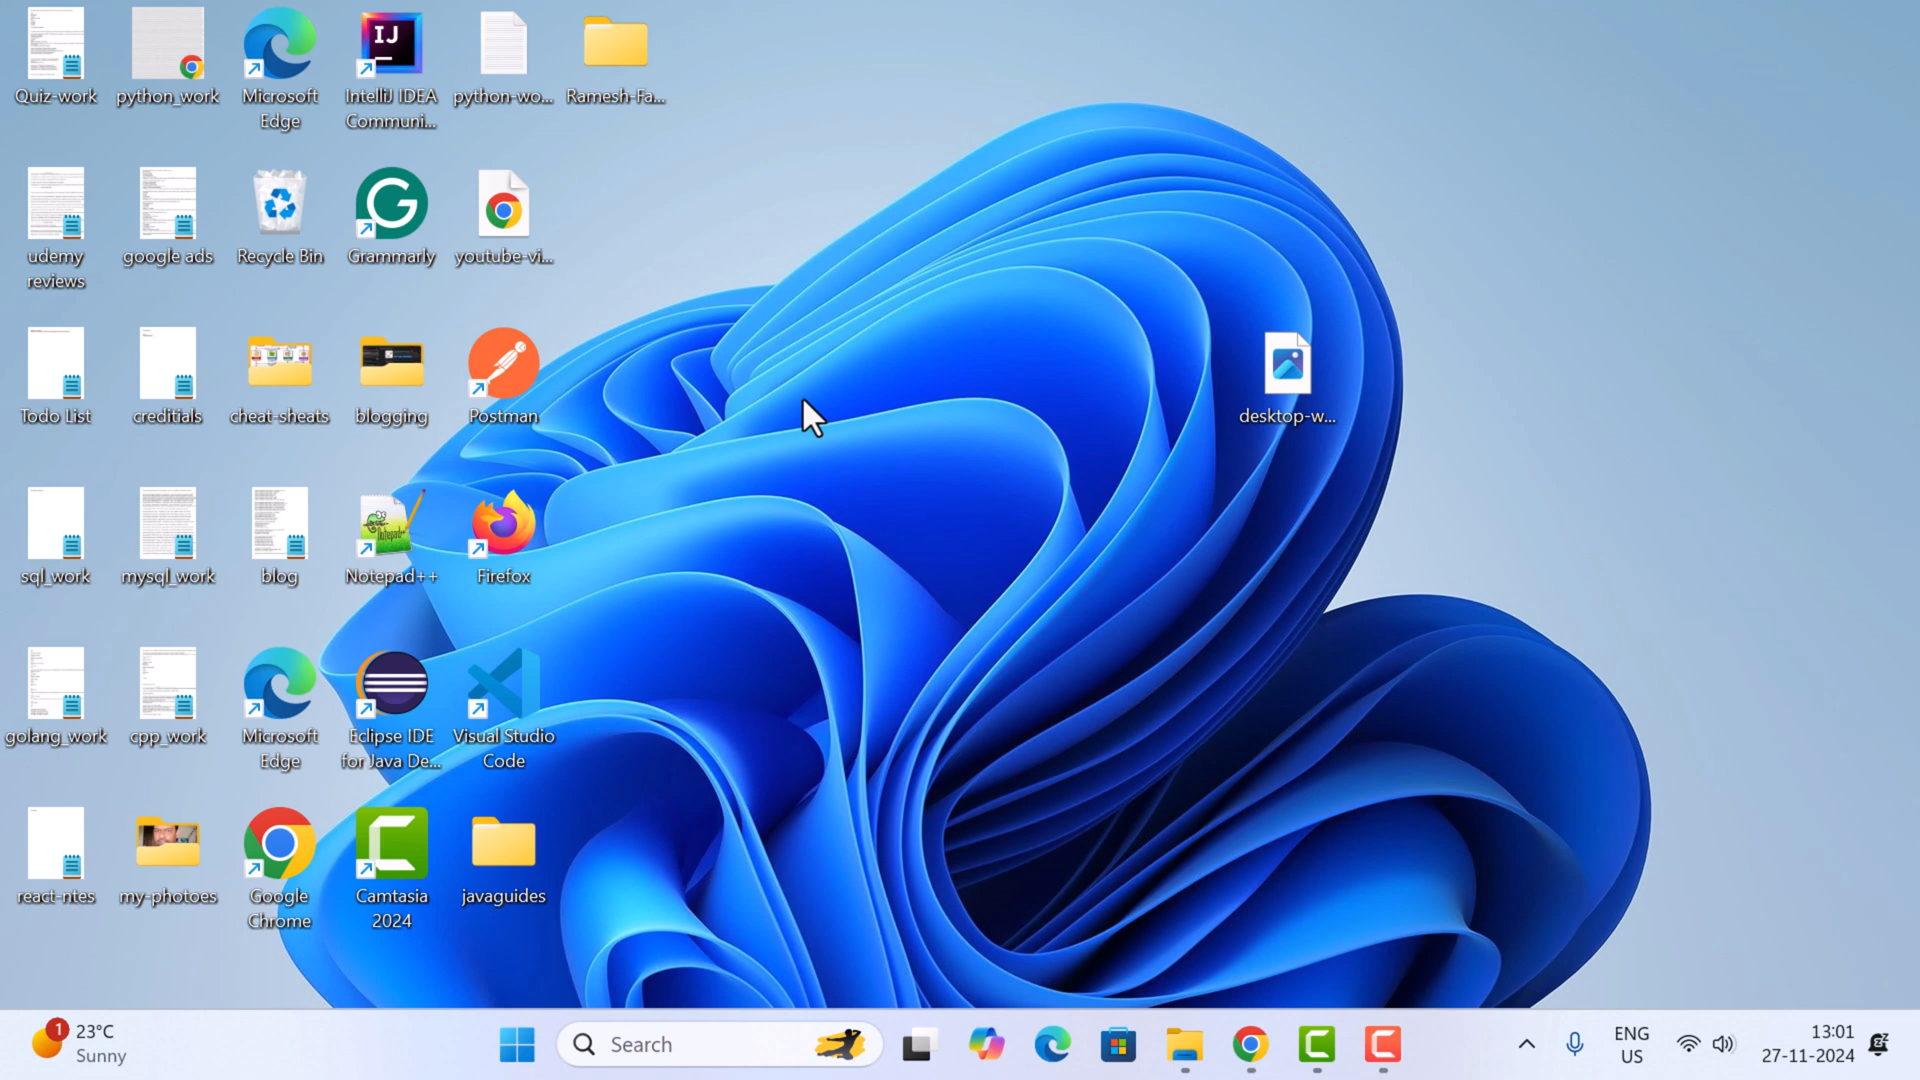 Quiz-work
python_work
Microsoft
Edge
IntelliJ IDEA
Communi...
python-wo...
Ramesh-Fa...
udemy
reviews
google ads
Recycle Bin
Grammarly
youtube-vi...
Todo List
creditials
cheat-sheats
blogging
Postman
desktop-w...
sql_work
mysql_work
blog
Notepad++
Firefox
golang_work
cpp_work
Microsoft
Edge
Eclipse IDE
for Java De...
Visual Studio
Code
react-ntes
my-photoes
Google
Chrome
Camtasia
2024
javaguides
1
23°C
Sunny
Search
ENG
US
13:01
27-11-2024